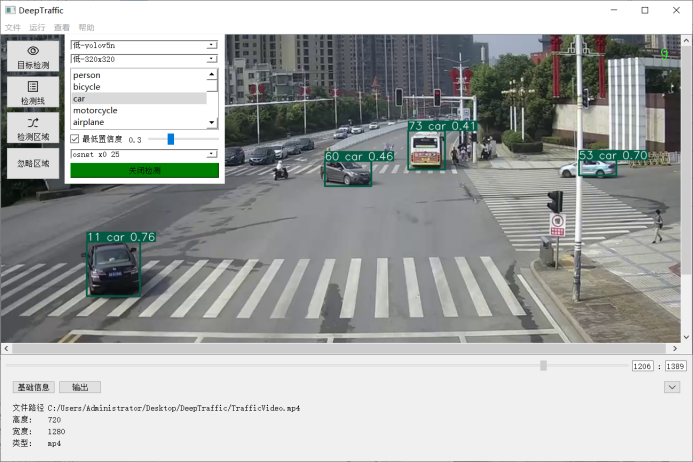 DeepTraffic
文件 运行 查看 帮助
目标检测
检测线
检测区域
忽略区域
低-yolov5n
低-320x320
person
bicycle
car
motorcycle
airplane
最低置信度 0.3
osnet x0 25
关闭检测
9
73 car 0.41
60 car 0.46
53 car 0.70
11 car 0.76
1206 : 1389
基础信息 输出
文件路径 C:/Users/Administrator/Desktop/DeepTraffic/TrafficVideo.mp4
高度: 720
宽度: 1280
类型: mp4